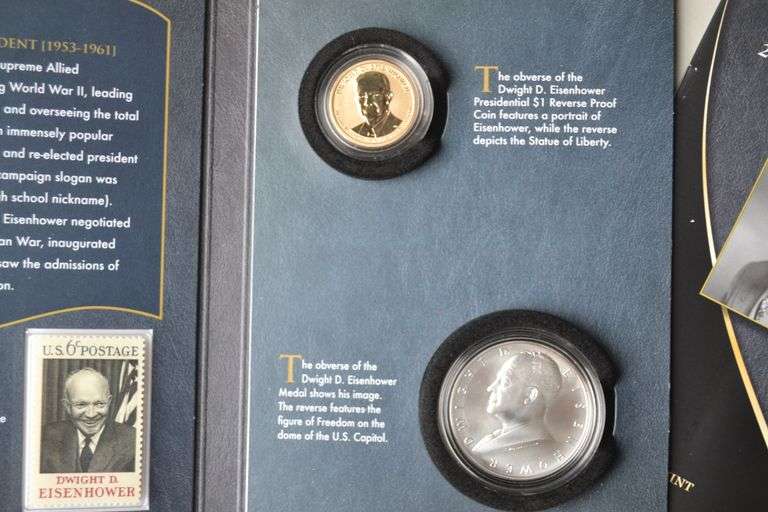 DENT [1953-1961]
upreme Allied
g World War II, leading
and overseeing the total
immensely popular
and re-elected president
campaign slogan was
h school nickname).
Eisenhower negotiated
an War, inaugurated
saw the admissions of
on.
U.S. 6¢ POSTAGE
DWIGHT D.
EISENHOWER
The obverse of the
Dwight D. Eisenhower
Presidential $1 Reverse Proof
Coin features a portrait of
Eisenhower, while the reverse
depicts the Statue of Liberty.
The obverse of the
Dwight D. Eisenhower
Medal shows his image.
The reverse features the
figure of Freedom on the
dome of the U.S. Capitol.
DWIGHT D. EISENHOWER
INT